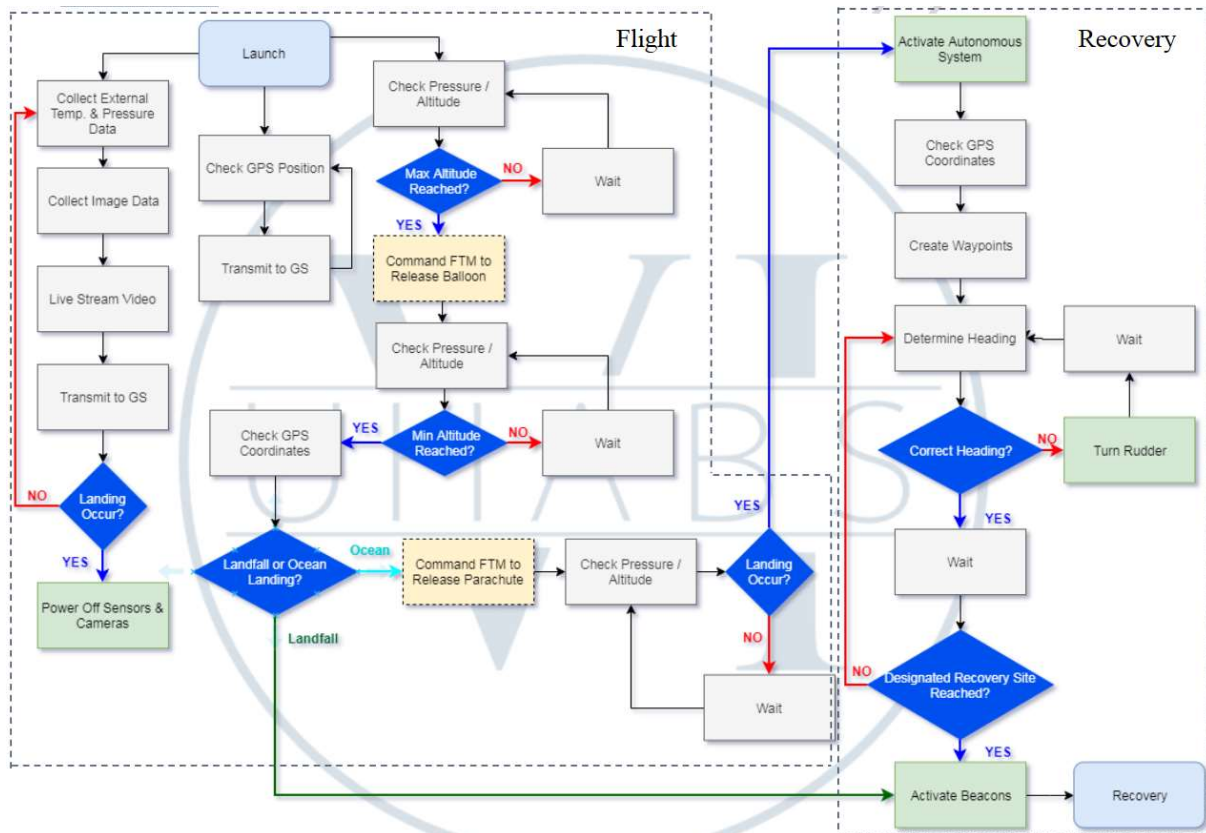 Flight
Launch
Collect External
Temp. & Pressure
Data
Collect Image Data
Live Stream Video
Transmit to GS
Landing
Occur?
NO
YES
Power Off Sensors &
Cameras
Check GPS Position
Transmit to GS
Check Pressure /
Altitude
Max Altitude
Reached?
NO
Wait
YES
Command FTM to
Release Balloon
Check Pressure /
Altitude
Min Altitude
Reached?
NO
Wait
YES
Check GPS
Coordinates
Landfall or Ocean
Landing?
Ocean
Landfall
Command FTM to
Release Parachute
Check Pressure /
Altitude
Landing
Occur?
YES
NO
Wait
Recovery
Activate Autonomous
System
Check GPS
Coordinates
Create Waypoints
Determine Heading
Wait
Correct Heading?
NO
Turn Rudder
YES
Wait
Designated Recovery Site
Reached?
NO
YES
Activate Beacons
Recovery
VI
UHABS
VI